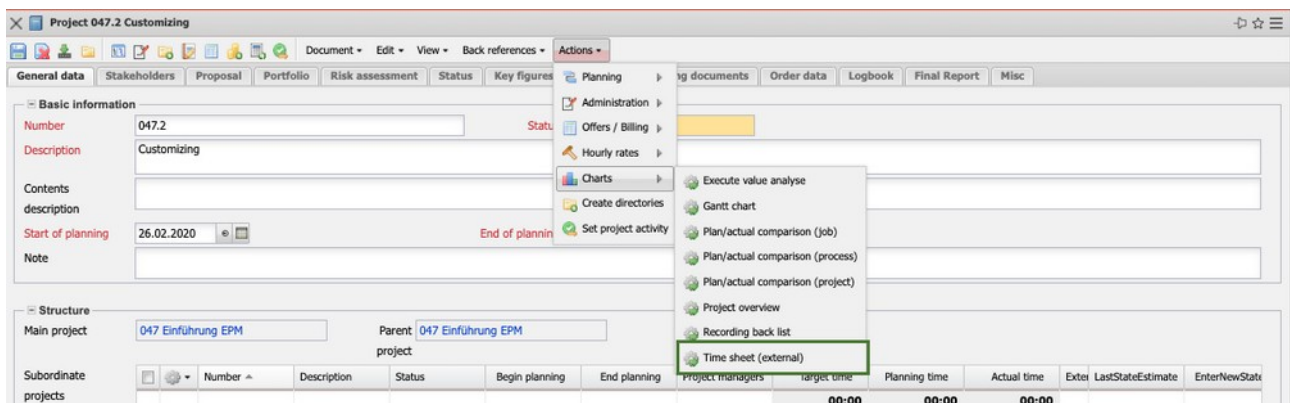 Project 047.2 Customizing
Document Edit View Back references Actions
General data Stakeholders Proposal Portfolio Risk assessment Status Key figures documents Order data Logbook Final Report Misc
Planning
Administration
Offers / Billing
Hourly rates
Charts
Create directories
Set project activity
Execute value analyse
Gantt chart
Plan/actual comparison (job)
Plan/actual comparison (process)
Plan/actual comparison (project)
Project overview
Recording back list
Time sheet (external)
Basic information
Number 047.2
Description Customizing
Contents
description
Start of planning 26.02.2020 End of
Note
Structure
Main project 047 Einführung EPM Parent 047 Einführung EPM
project
Subordinate Number Description Status Begin planning End planning Project managers Target time Planning time Actual time LastStateEstimate EnterNewState
projects 00:00 00:00 00:00